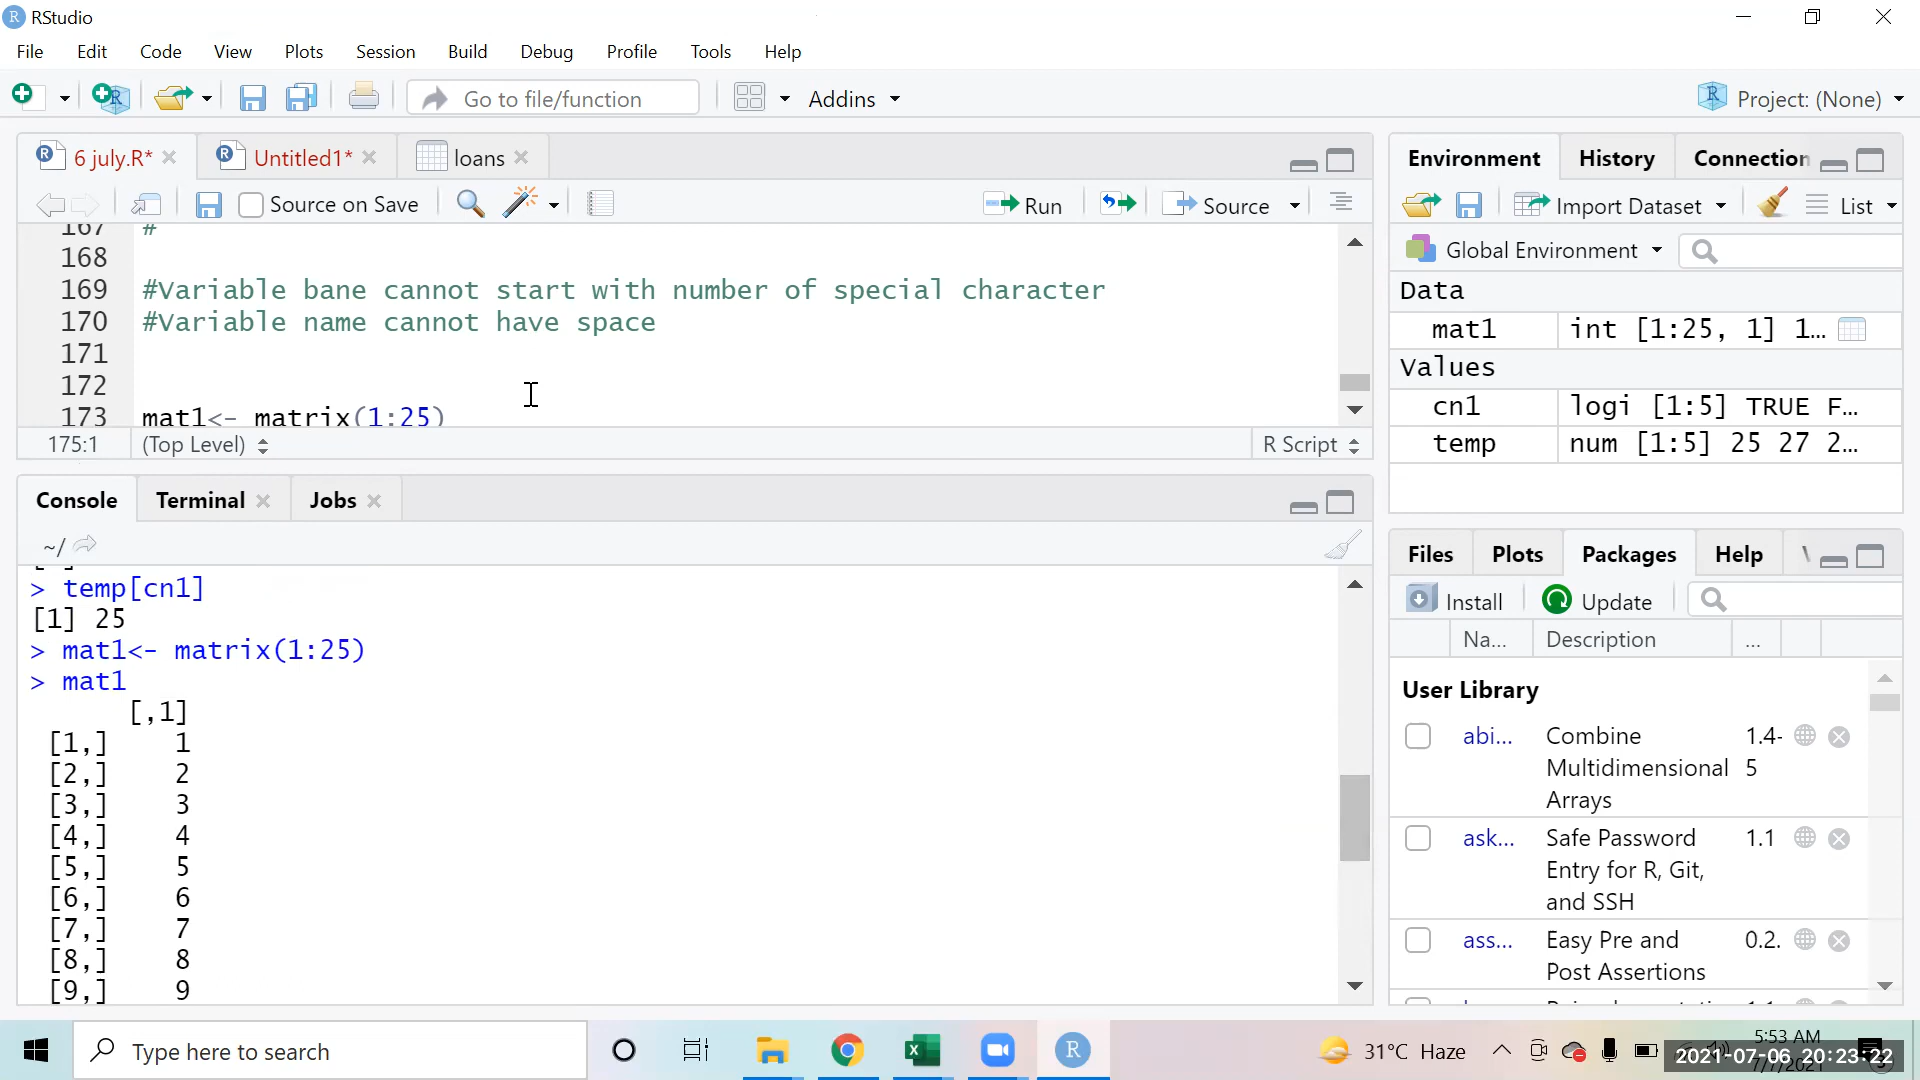 RStudio
File Edit Code View Plots Session Build Debug Profile Tools Help
Go to file/function Addins Project: (None)
6 july.R* Untitled1* loans
Source on Save Run Source
167 #
168
169 #Variable bane cannot start with number of special character
170 #Variable name cannot have space
171
172
173 mat1<- matrix(1:25)
175:1 (Top Level) R Script
Console Terminal Jobs
~/
> temp[cn1]
[1] 25
> mat1<- matrix(1:25)
> mat1
[,1]
[1,] 1
[2,] 2
[3,] 3
[4,] 4
[5,] 5
[6,] 6
[7,] 7
[8,] 8
[9,] 9
Environment History Connection
Import Dataset List
Global Environment
Data
mat1 int [1:25, 1] 1...
Values
cn1 logi [1:5] TRUE F...
temp num [1:5] 25 27 2...
Files Plots Packages Help
Install Update
Na... Description ...
User Library
abi... Combine 1.4-
Multidimensional 5
Arrays
ask... Safe Password 1.1
Entry for R, Git,
and SSH
ass... Easy Pre and 0.2.
Post Assertions
Type here to search
31°C Haze
5:53 AM
2021-07-06 20:23:22